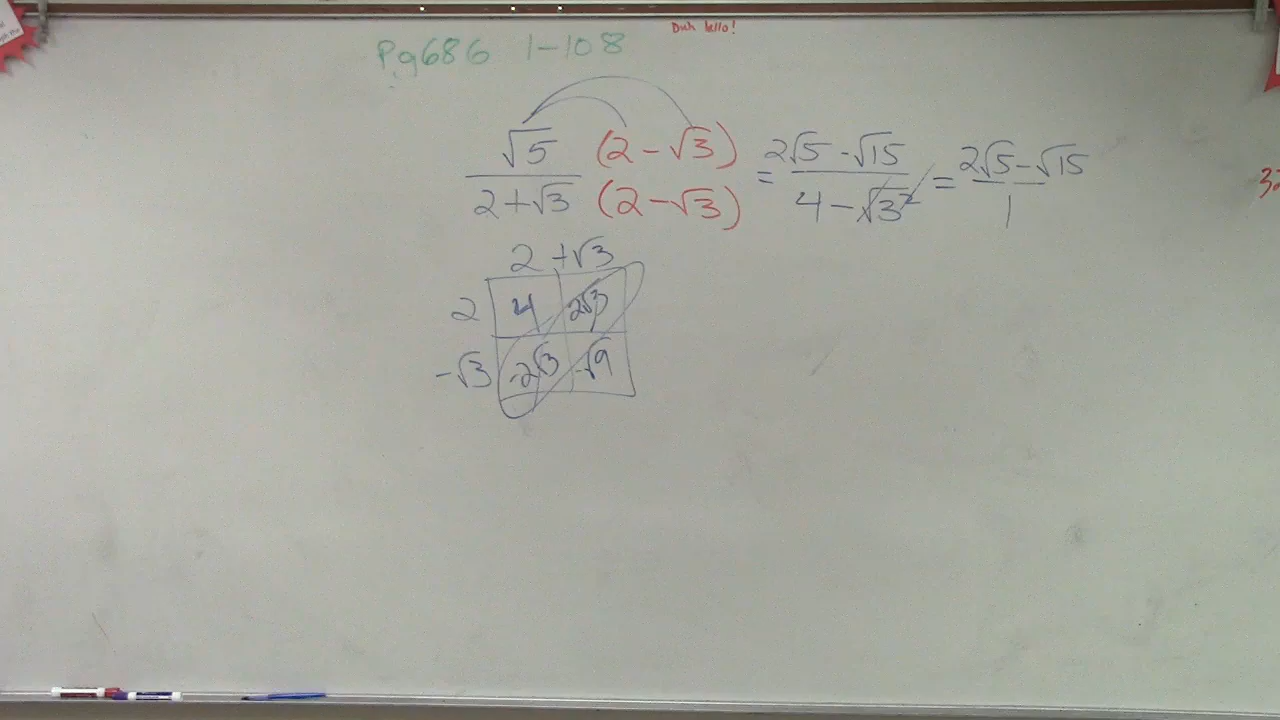 Pg686 1-108
√5 (2-√3) = 2√5 -√15 = 2√5-√15
2+√3 (2-√3) 4-√3² 1
2 +√3
2 4 2√3
-√3 -2√3 -√9